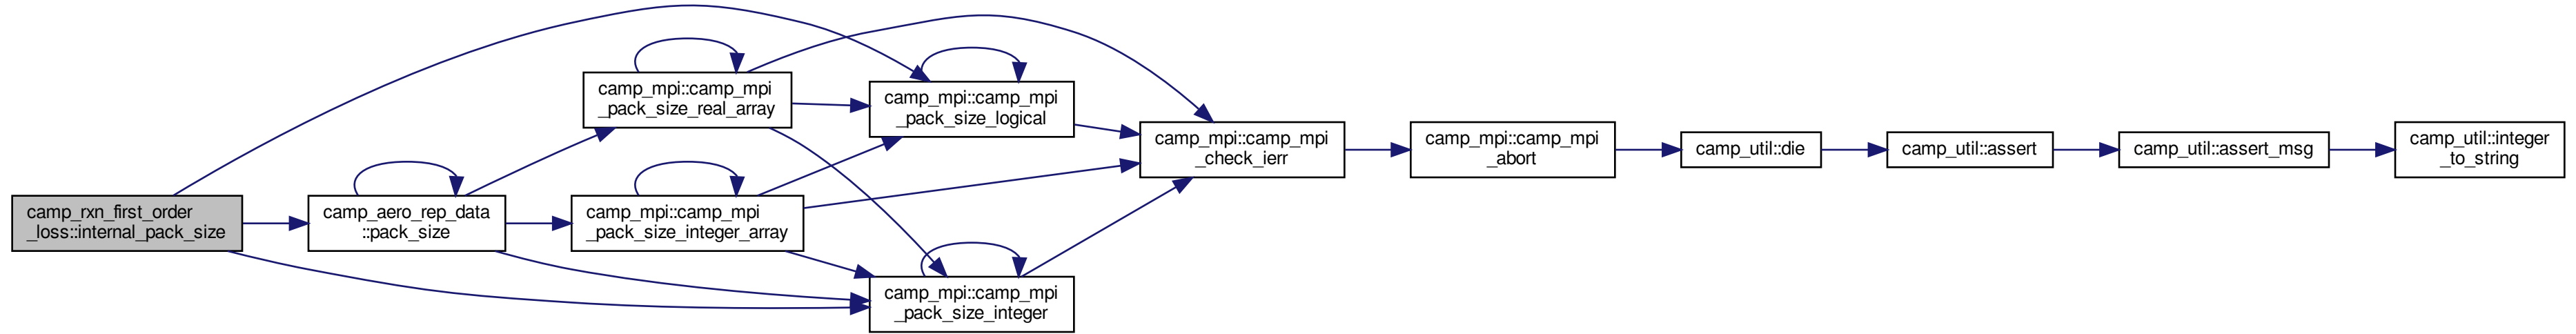 camp_rxn_first_order
_loss::internal_pack_size
camp_aero_rep_data
::pack_size
camp_mpi::camp_mpi
_pack_size_real_array
camp_mpi::camp_mpi
_pack_size_integer_array
camp_mpi::camp_mpi
_pack_size_logical
camp_mpi::camp_mpi
_pack_size_integer
camp_mpi::camp_mpi
_check_ierr
camp_mpi::camp_mpi
_abort
camp_util::die
camp_util::assert
camp_util::assert_msg
camp_util::integer
_to_string